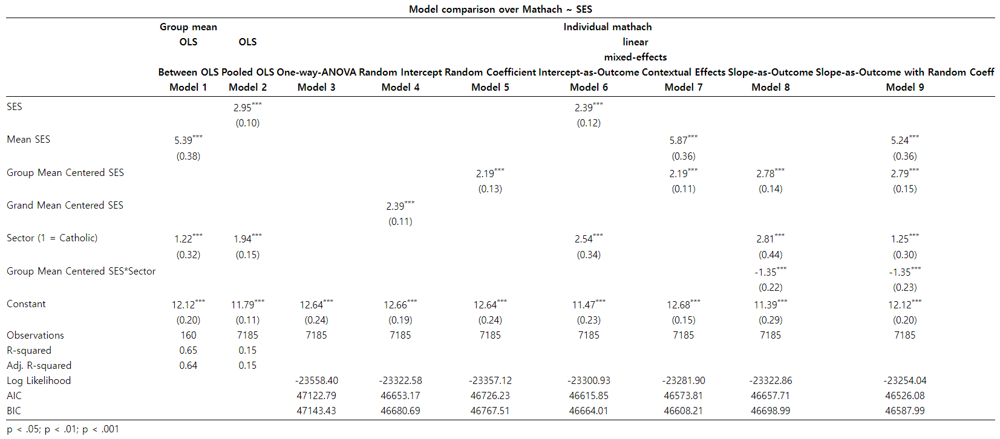 Model comparison over Mathach ~ SES
Group mean Individual mathach
OLS OLS linear
mixed-effects
Between OLS Pooled OLS One-way-ANOVA Random Intercept Random Coefficient Intercept-as-Outcome Contextual Effects Slope-as-Outcome Slope-as-Outcome with Random Coeff
Model 1 Model 2 Model 3 Model 4 Model 5 Model 6 Model 7 Model 8 Model 9
SES 2.95*** 2.39***
(0.10) (0.12)
Mean SES 5.39*** 5.87*** 5.24***
(0.38) (0.36) (0.36)
Group Mean Centered SES 2.19*** 2.19*** 2.78*** 2.79***
(0.13) (0.11) (0.14) (0.15)
Grand Mean Centered SES 2.39***
(0.11)
Sector (1 = Catholic) 1.22*** 1.94*** 2.54*** 2.81*** 1.25***
(0.32) (0.15) (0.34) (0.44) (0.30)
Group Mean Centered SES*Sector -1.35*** -1.35***
(0.22) (0.23)
Constant 12.12*** 11.79*** 12.64*** 12.66*** 12.64*** 11.47*** 12.68*** 11.39*** 12.12***
(0.20) (0.11) (0.24) (0.19) (0.24) (0.23) (0.15) (0.29) (0.20)
Observations 160 7185 7185 7185 7185 7185 7185 7185 7185
R-squared 0.65 0.15
Adj. R-squared 0.64 0.15
Log Likelihood -23558.40 -23322.58 -23357.12 -23300.93 -23281.90 -23322.86 -23254.04
AIC 47122.79 46653.17 46726.23 46615.85 46573.81 46657.71 46526.08
BIC 47143.43 46680.69 46767.51 46664.01 46608.21 46698.99 46587.99
p < .05; p < .01; p < .001